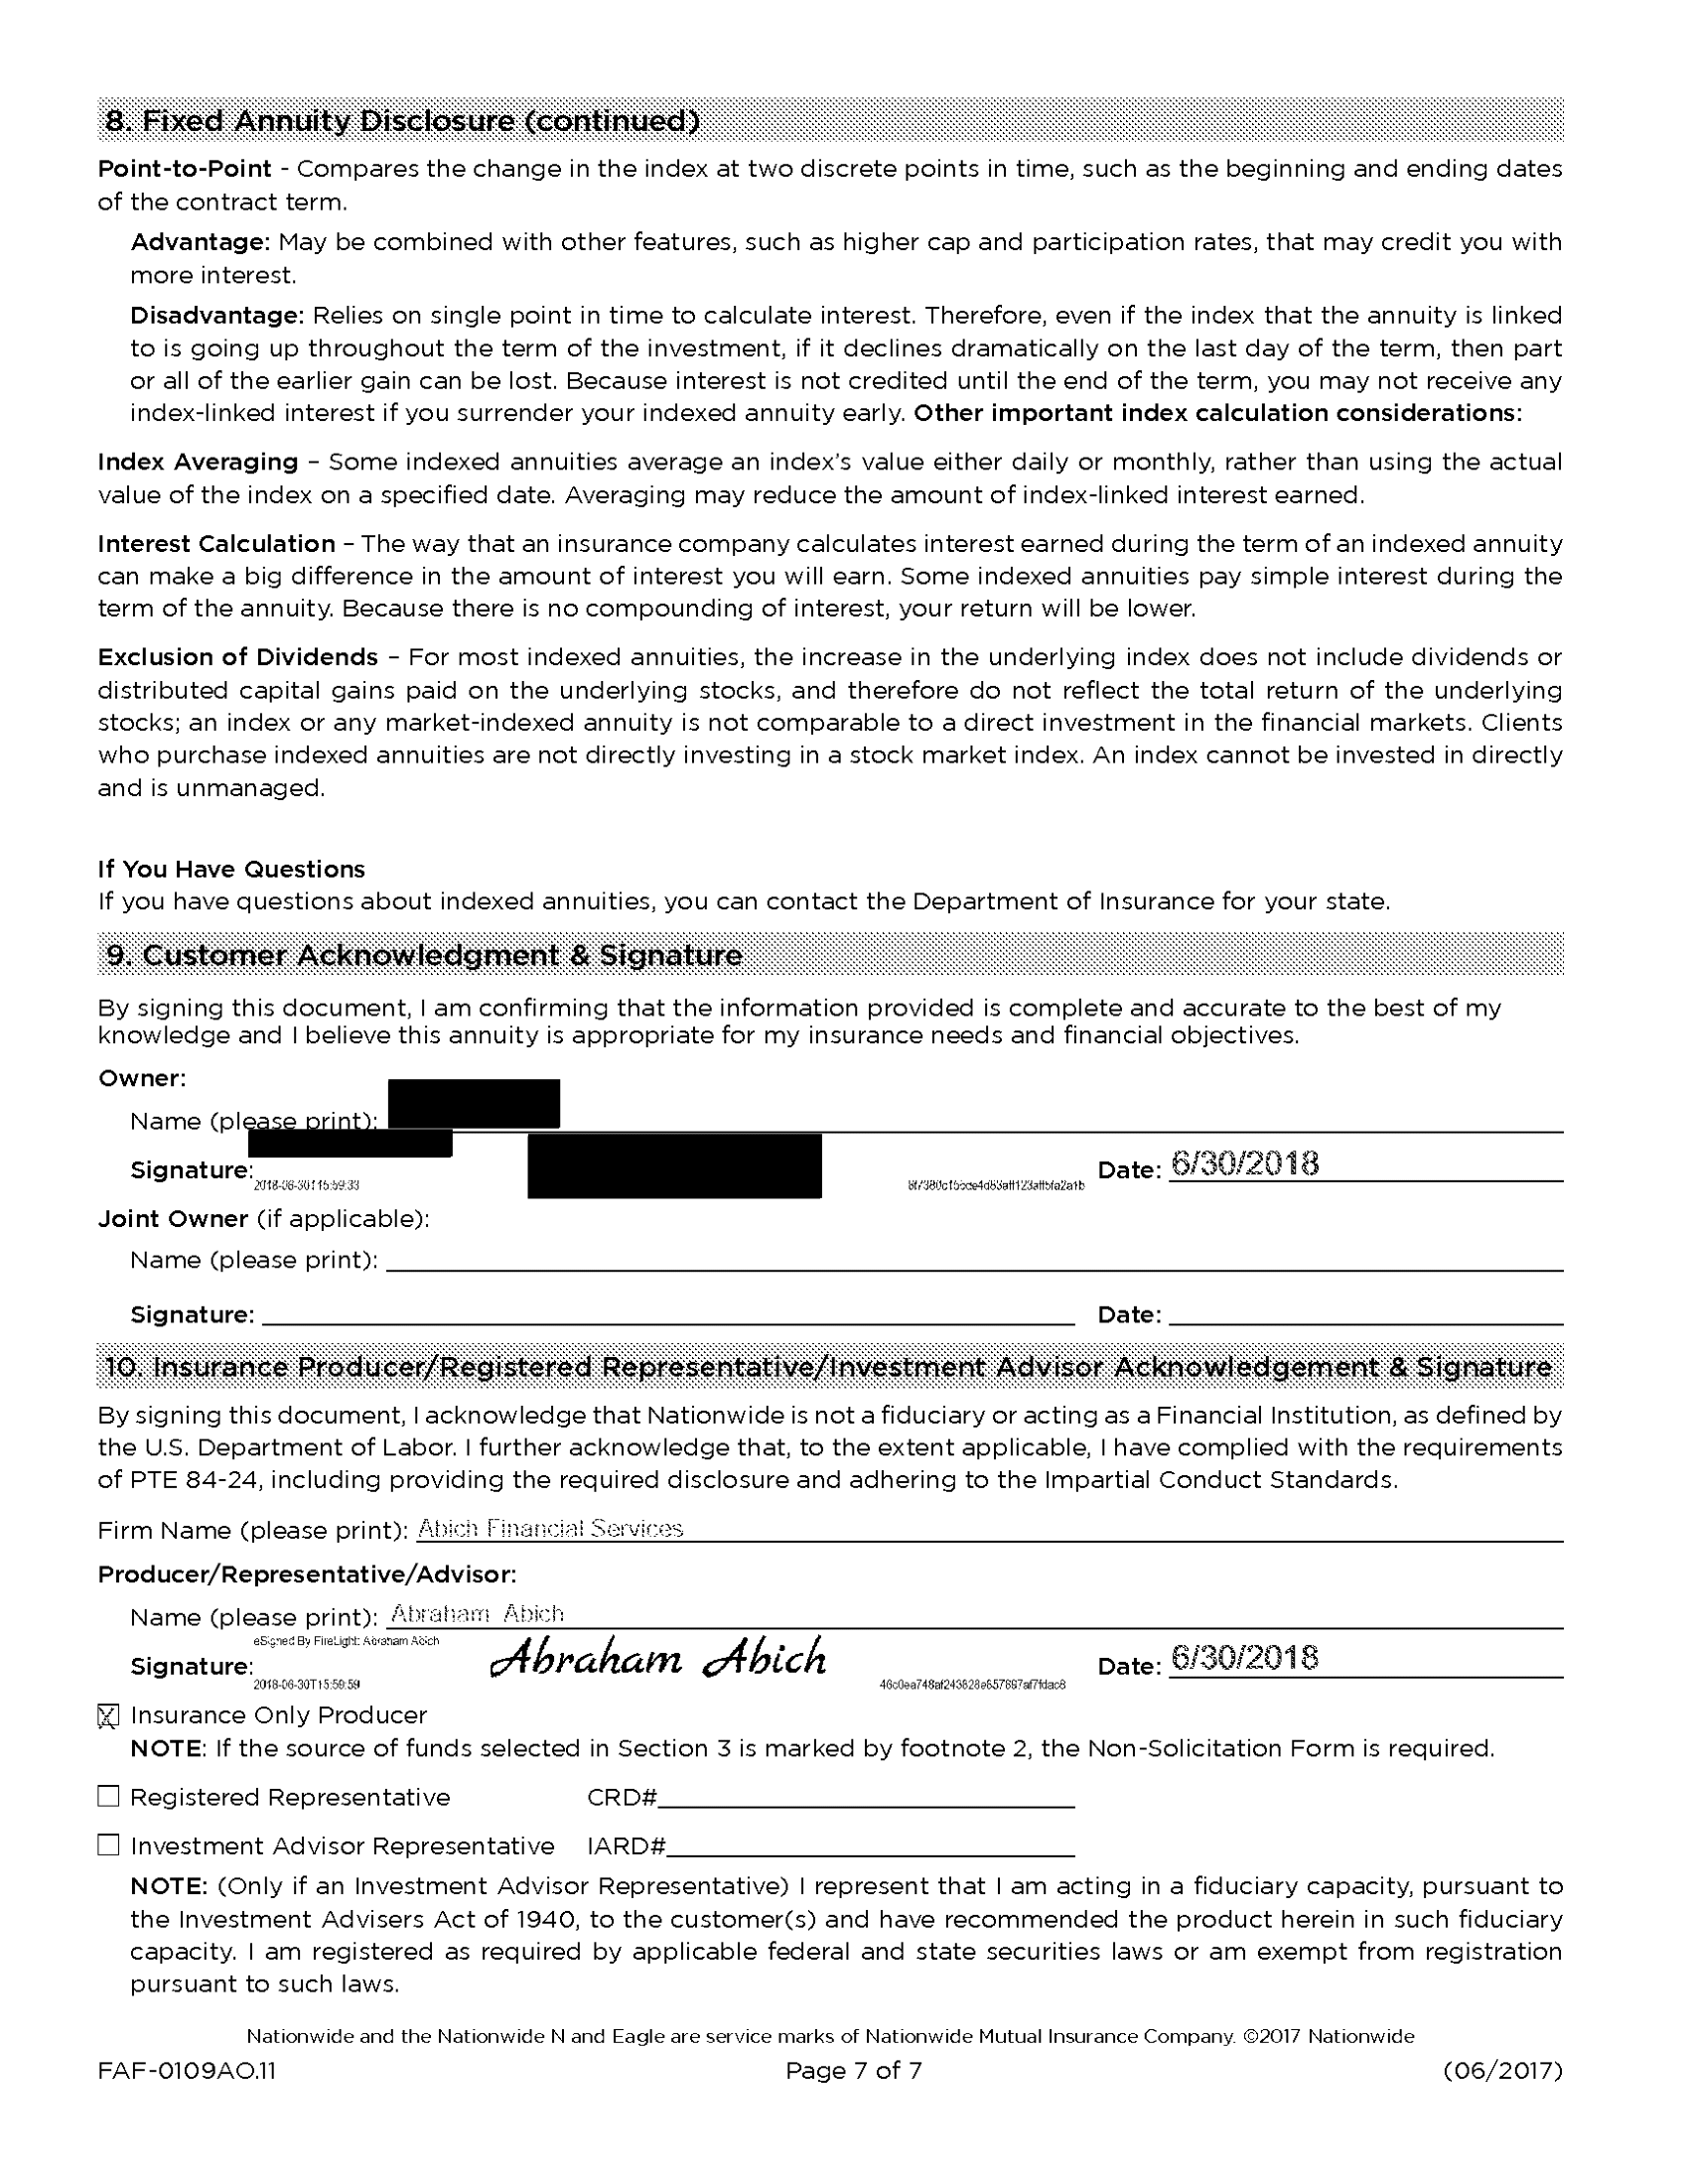 8. Fixed Annuity Disclosure (continued)
Point-to-Point - Compares the change in the index at two discrete points in time, such as the beginning and ending dates
of the contract term.
Advantage: May be combined with other features, such as higher cap and participation rates, that may credit you with
more interest.
Disadvantage: Relies on single point in time to calculate interest. Therefore, even if the index that the annuity is linked
to is going up throughout the term of the investment, if it declines dramatically on the last day of the term, then part
or all of the earlier gain can be lost. Because interest is not credited until the end of the term, you may not receive any
index-linked interest if you surrender your indexed annuity early. Other important index calculation considerations:
Index Averaging – Some indexed annuities average an index's value either daily or monthly, rather than using the actual
value of the index on a specified date. Averaging may reduce the amount of index-linked interest earned.
Interest Calculation – The way that an insurance company calculates interest earned during the term of an indexed annuity
can make a big difference in the amount of interest you will earn. Some indexed annuities pay simple interest during the
term of the annuity. Because there is no compounding of interest, your return will be lower.
Exclusion of Dividends – For most indexed annuities, the increase in the underlying index does not include dividends or
distributed capital gains paid on the underlying stocks, and therefore do not reflect the total return of the underlying
stocks; an index or any market-indexed annuity is not comparable to a direct investment in the financial markets. Clients
who purchase indexed annuities are not directly investing in a stock market index. An index cannot be invested in directly
and is unmanaged.
If You Have Questions
If you have questions about indexed annuities, you can contact the Department of Insurance for your state.
9. Customer Acknowledgment & Signature
By signing this document, I am confirming that the information provided is complete and accurate to the best of my
knowledge and I believe this annuity is appropriate for my insurance needs and financial objectives.
Owner:
Name (please print):
Signature: Date: 6/30/2018
2018-06-30T15:59:33
Joint Owner (if applicable):
Name (please print):
Signature: Date:
10. Insurance Producer/Registered Representative/Investment Advisor Acknowledgement & Signature
By signing this document, I acknowledge that Nationwide is not a fiduciary or acting as a Financial Institution, as defined by
the U.S. Department of Labor. I further acknowledge that, to the extent applicable, I have complied with the requirements
of PTE 84-24, including providing the required disclosure and adhering to the Impartial Conduct Standards.
Firm Name (please print): Abich Financial Services
Producer/Representative/Advisor:
Name (please print): Abraham Abich
eSigned By FireLight: Abraham Abich
Signature: Abraham Abich Date: 6/30/2018
2018-06-30T15:59:59
X Insurance Only Producer
NOTE: If the source of funds selected in Section 3 is marked by footnote 2, the Non-Solicitation Form is required.
Registered Representative CRD#
Investment Advisor Representative IARD#
NOTE: (Only if an Investment Advisor Representative) I represent that I am acting in a fiduciary capacity, pursuant to
the Investment Advisers Act of 1940, to the customer(s) and have recommended the product herein in such fiduciary
capacity. I am registered as required by applicable federal and state securities laws or am exempt from registration
pursuant to such laws.
Nationwide and the Nationwide N and Eagle are service marks of Nationwide Mutual Insurance Company. ©2017 Nationwide
FAF-0109AO.11 Page 7 of 7 (06/2017)